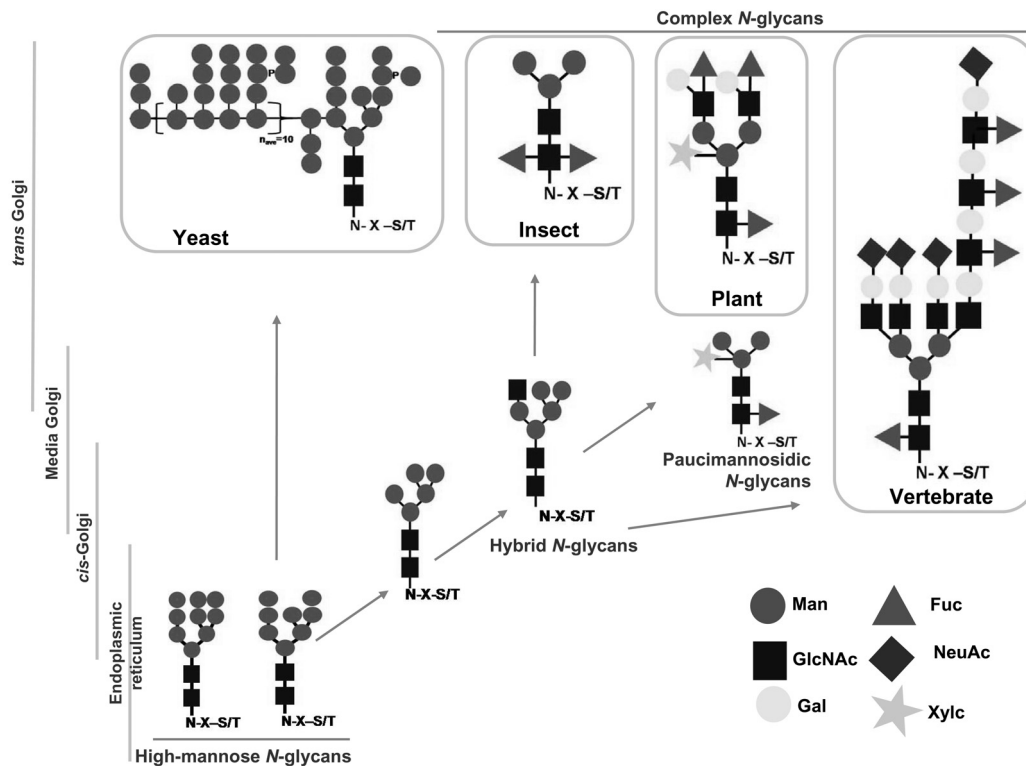 Complex N-glycans
P
P
nave=10
N- X –S/T
Yeast
N- X –S/T
Insect
N- X –S/T
Plant
N- X –S/T
Vertebrate
N- X –S/T
Paucimannosidic
N-glycans
N-X-S/T
Hybrid N-glycans
N-X-S/T
N-X–S/T
N-X–S/T
High-mannose N-glycans
trans Golgi
Media Golgi
cis-Golgi
Endoplasmic
reticulum
Man
Fuc
GlcNAc
NeuAc
Gal
Xylc